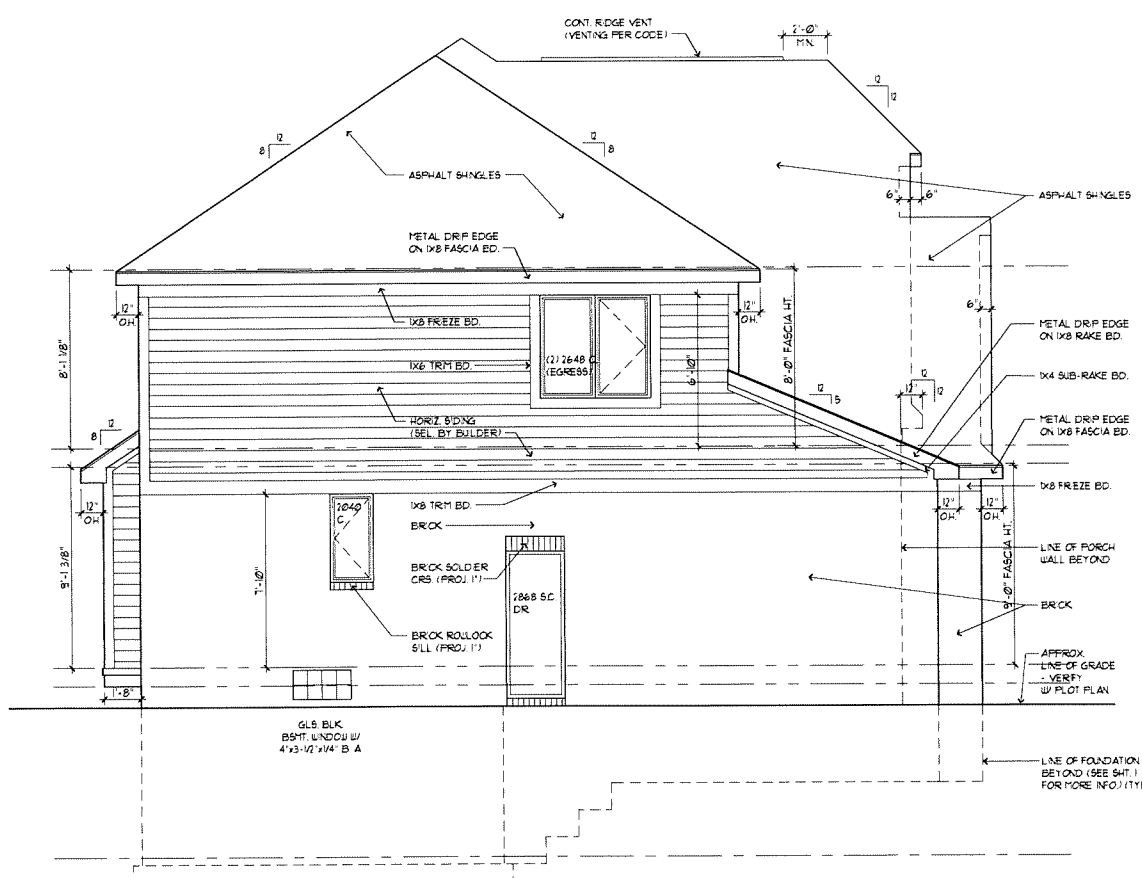 CONT. RIDGE VENT
(VENTING PER CODE)
2'-0"
MIN.
12
12
12
8
12
8
ASPHALT SHINGLES
6"
6"
ASPHALT SHINGLES
METAL DRIP EDGE
ON 1X8 FASCIA BD.
12"
O.H.
1X8 FRIEZE BD.
12"
O.H.
6"
8'-1 1/8"
8'-0" FASCIA HT.
6'-10"
METAL DRIP EDGE
ON 1X8 RAKE BD.
1X6 TRIM BD.
(2) 2648 C.
(EGRESS)
1X4 SUB-RAKE BD.
12
12
12"
12
5
HORIZ. SIDING
(SEL. BY BUILDER)
METAL DRIP EDGE
ON 1X8 FASCIA BD.
12
8
1X8 FRIEZE BD.
12"
O.H.
1X8 TRIM BD.
2040
C.
12"
O.H.
12"
O.H.
BRICK
9'-1 3/8"
7'-10"
9'-0" FASCIA HT.
LINE OF PORCH
WALL BEYOND
BRICK SOLDIER
CRS. (PROJ. 1")
2868 S.C.
DR.
BRICK
BRICK ROWLOCK
SILL (PROJ. 1")
APPROX.
LINE OF GRADE
- VERIFY
W/ PLOT PLAN
1'-8"
GLS. BLK.
BSMT. WINDOW W/
4"x3-1/2"x1/4" B A
LINE OF FOUNDATION
BEYOND (SEE SHT. 1
FOR MORE INFO.) (TY